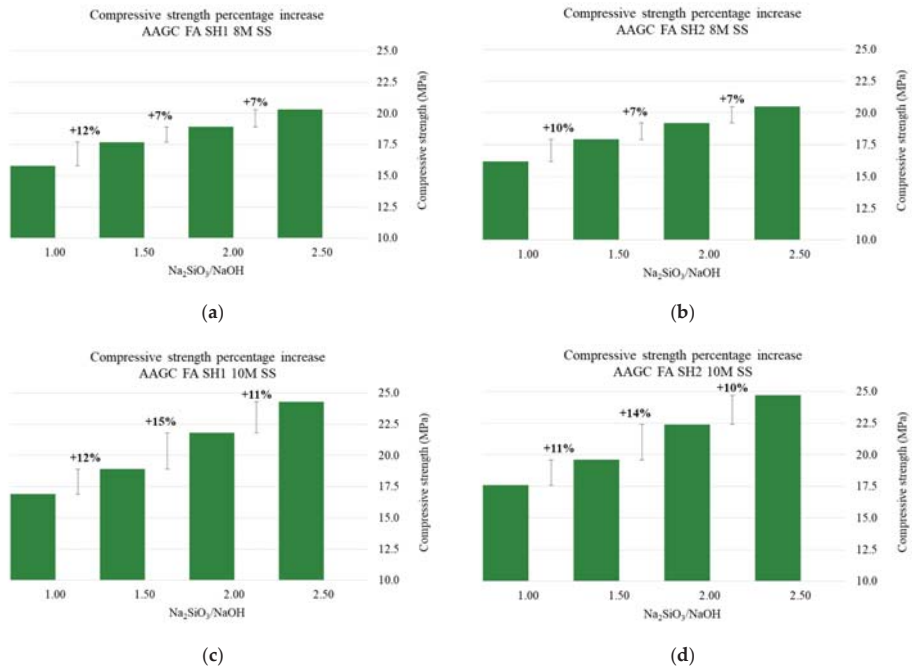 Compressive strength percentage increase
AAGC FA SH1 8M SS
25.0
22.5
20.0
17.5
15.0
12.5
10.0
Compressive strength (MPa)
+12%
+7%
+7%
1.00 1.50 2.00 2.50
Na₂SiO₃/NaOH
(a)
Compressive strength percentage increase
AAGC FA SH2 8M SS
25.0
22.5
20.0
17.5
15.0
12.5
10.0
Compressive strength (MPa)
+10%
+7%
+7%
1.00 1.50 2.00 2.50
Na₂SiO₃/NaOH
(b)
Compressive strength percentage increase
AAGC FA SH1 10M SS
25.0
22.5
20.0
17.5
15.0
12.5
10.0
Compressive strength (MPa)
+12%
+15%
+11%
1.00 1.50 2.00 2.50
Na₂SiO₃/NaOH
(c)
Compressive strength percentage increase
AAGC FA SH2 10M SS
25.0
22.5
20.0
17.5
15.0
12.5
10.0
Compressive strength (MPa)
+11%
+14%
+10%
1.00 1.50 2.00 2.50
Na₂SiO₃/NaOH
(d)